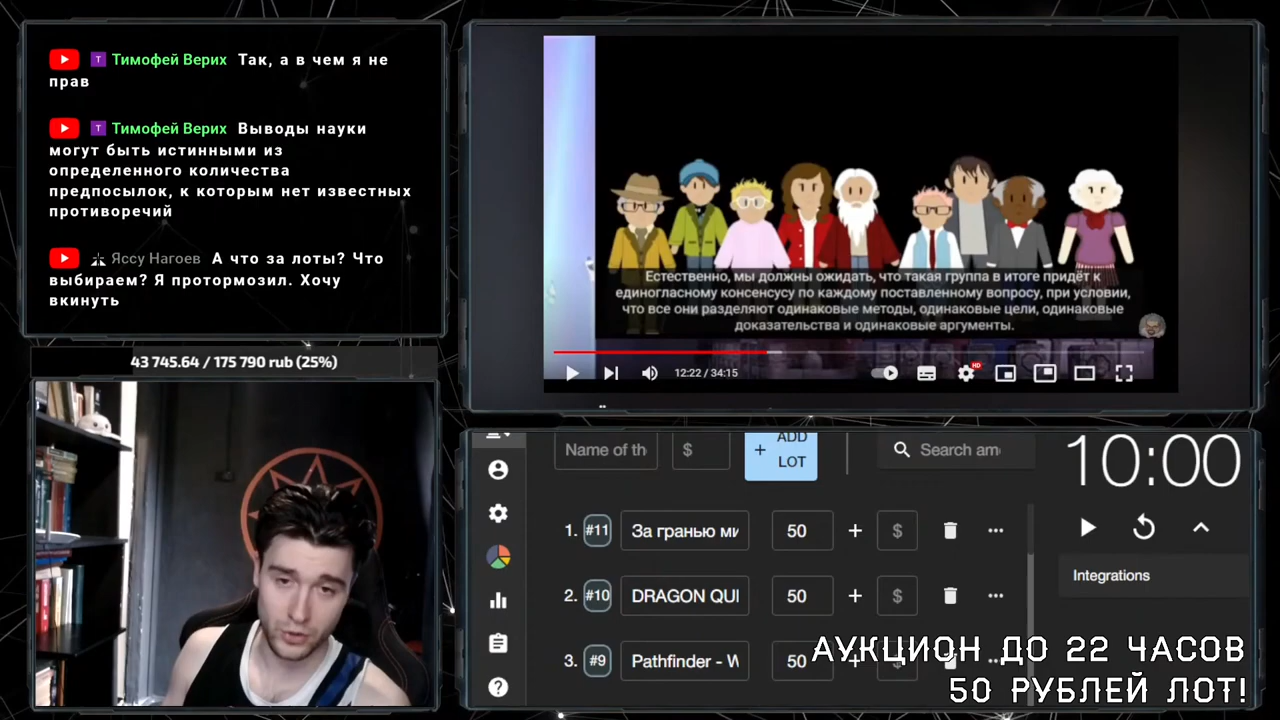 Тимофей Верих Так, а в чем я не
прав
Тимофей Верих Выводы науки
могут быть истинными из
определенного количества
предпосылок, к которым нет известных
противоречий
Яссу Нагоев А что за лоты? Что
выбираем? Я протормозил. Хочу
вкинуть
43 745.64 / 175 790 rub (25%)
Естественно, мы должны ожидать, что такая группа в итоге придёт к
единогласному консенсусу по каждому поставленному вопросу, при условии,
что все они разделяют одинаковые методы, одинаковые цели, одинаковые
доказательства и одинаковые аргументы.
12:22 / 34:15
HD
Name of th
$
+ ADD
LOT
Search am
10:00
1. #11 За гранью ми 50 + $
2. #10 DRAGON QUI 50 + $
3. #9 Pathfinder - W 50
Integrations
АУКЦИОН ДО 22 ЧАСОВ
50 РУБЛЕЙ ЛОТ!